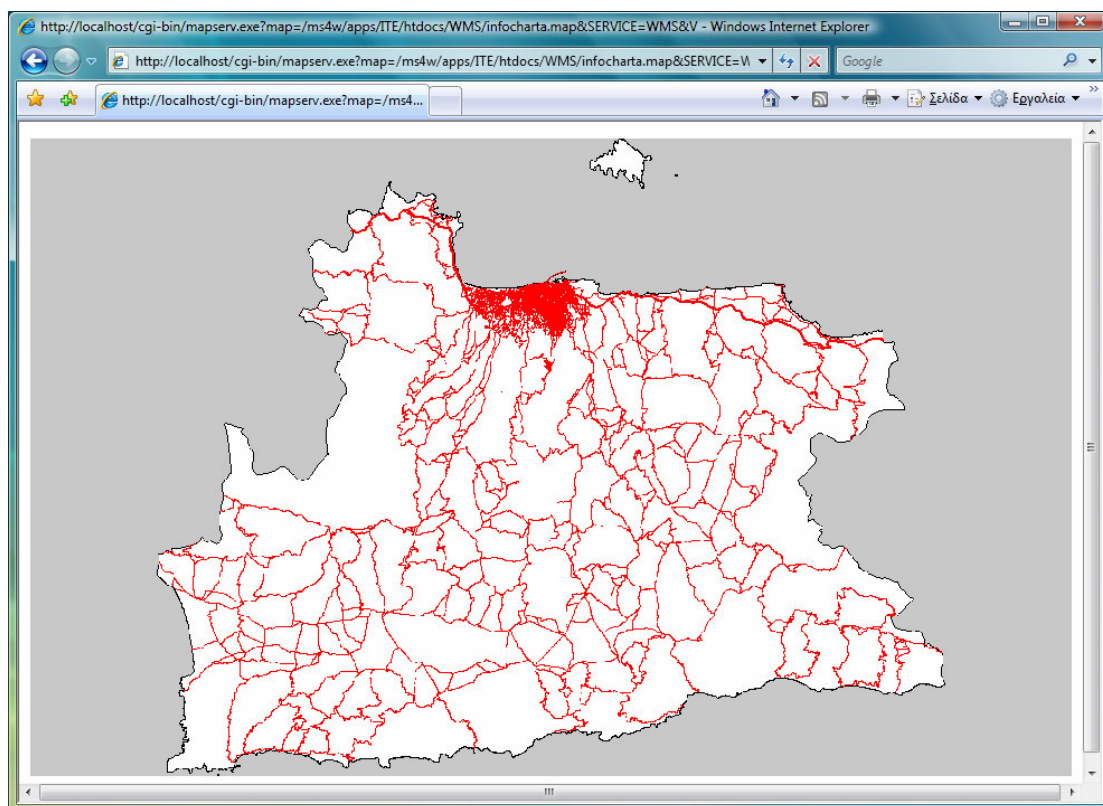 http://localhost/cgi-bin/mapserv.exe?map=/ms4w/apps/ITE/htdocs/WMS/infocharta.map&SERVICE=WMS&V - Windows Internet Explorer
http://localhost/cgi-bin/mapserv.exe?map=/ms4w/apps/ITE/htdocs/WMS/infocharta.map&SERVICE=W
Google
http://localhost/cgi-bin/mapserv.exe?map=/ms4...
Σελίδα
Εργαλεία